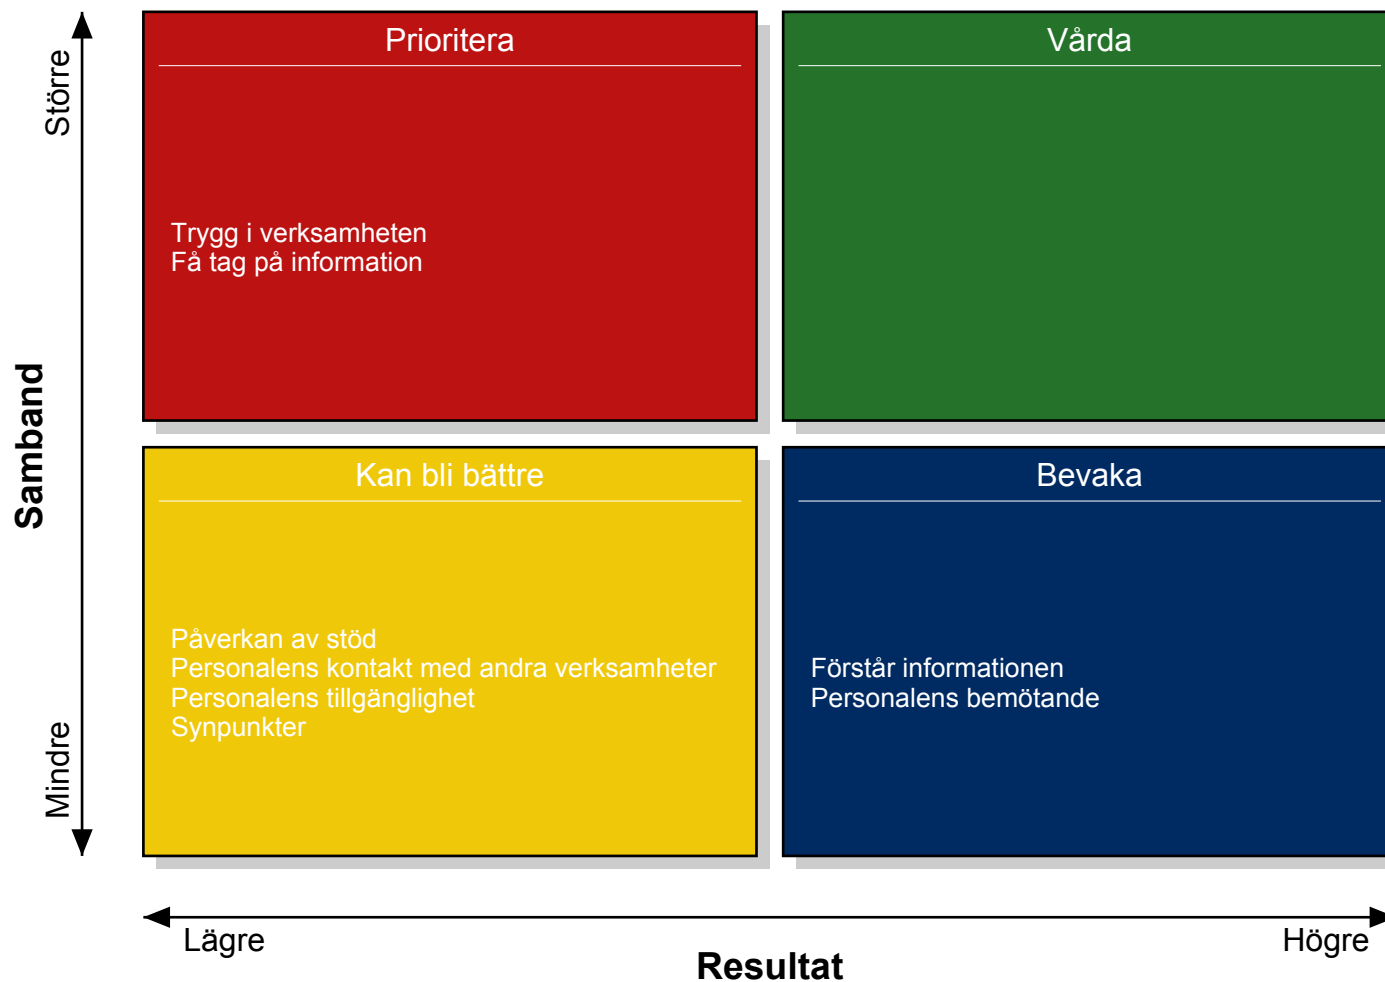 Större
Prioritera
Trygg i verksamheten
Få tag på information
Vårda
Samband
Kan bli bättre
Påverkan av stöd
Personalens kontakt med andra verksamheter
Personalens tillgänglighet
Synpunkter
Bevaka
Förstår informationen
Personalens bemötande
Mindre
Lägre
Högre
Resultat